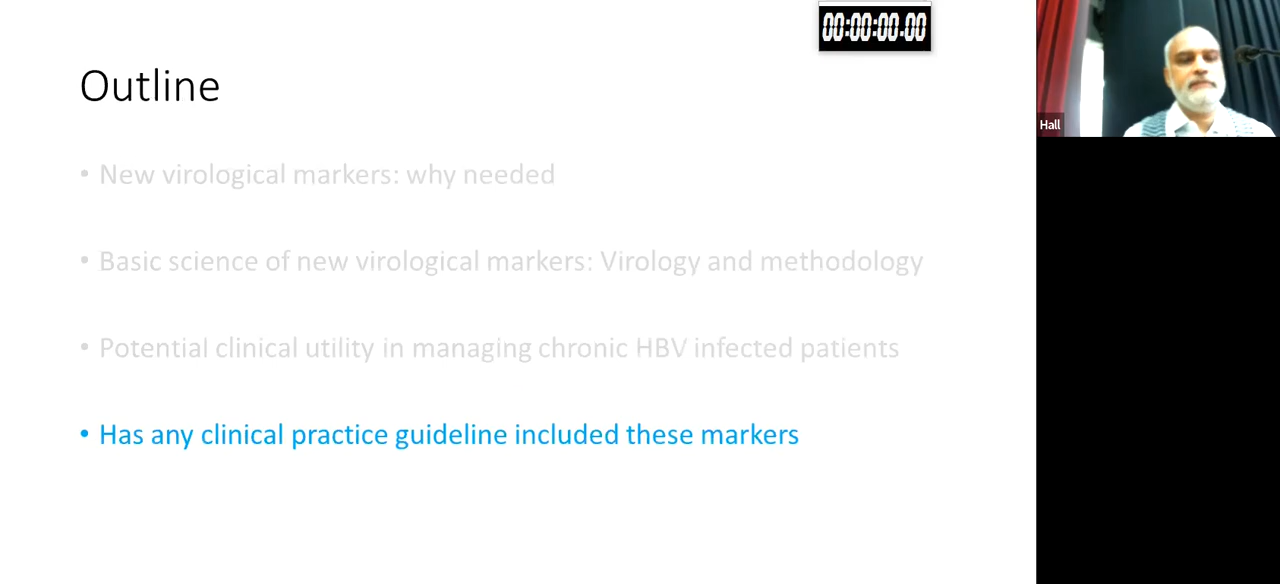 00:00:00.00
Outline
Hall
• New virological markers: why needed
• Basic science of new virological markers: Virology and methodology
• Potential clinical utility in managing chronic HBV infected patients
• Has any clinical practice guideline included these markers